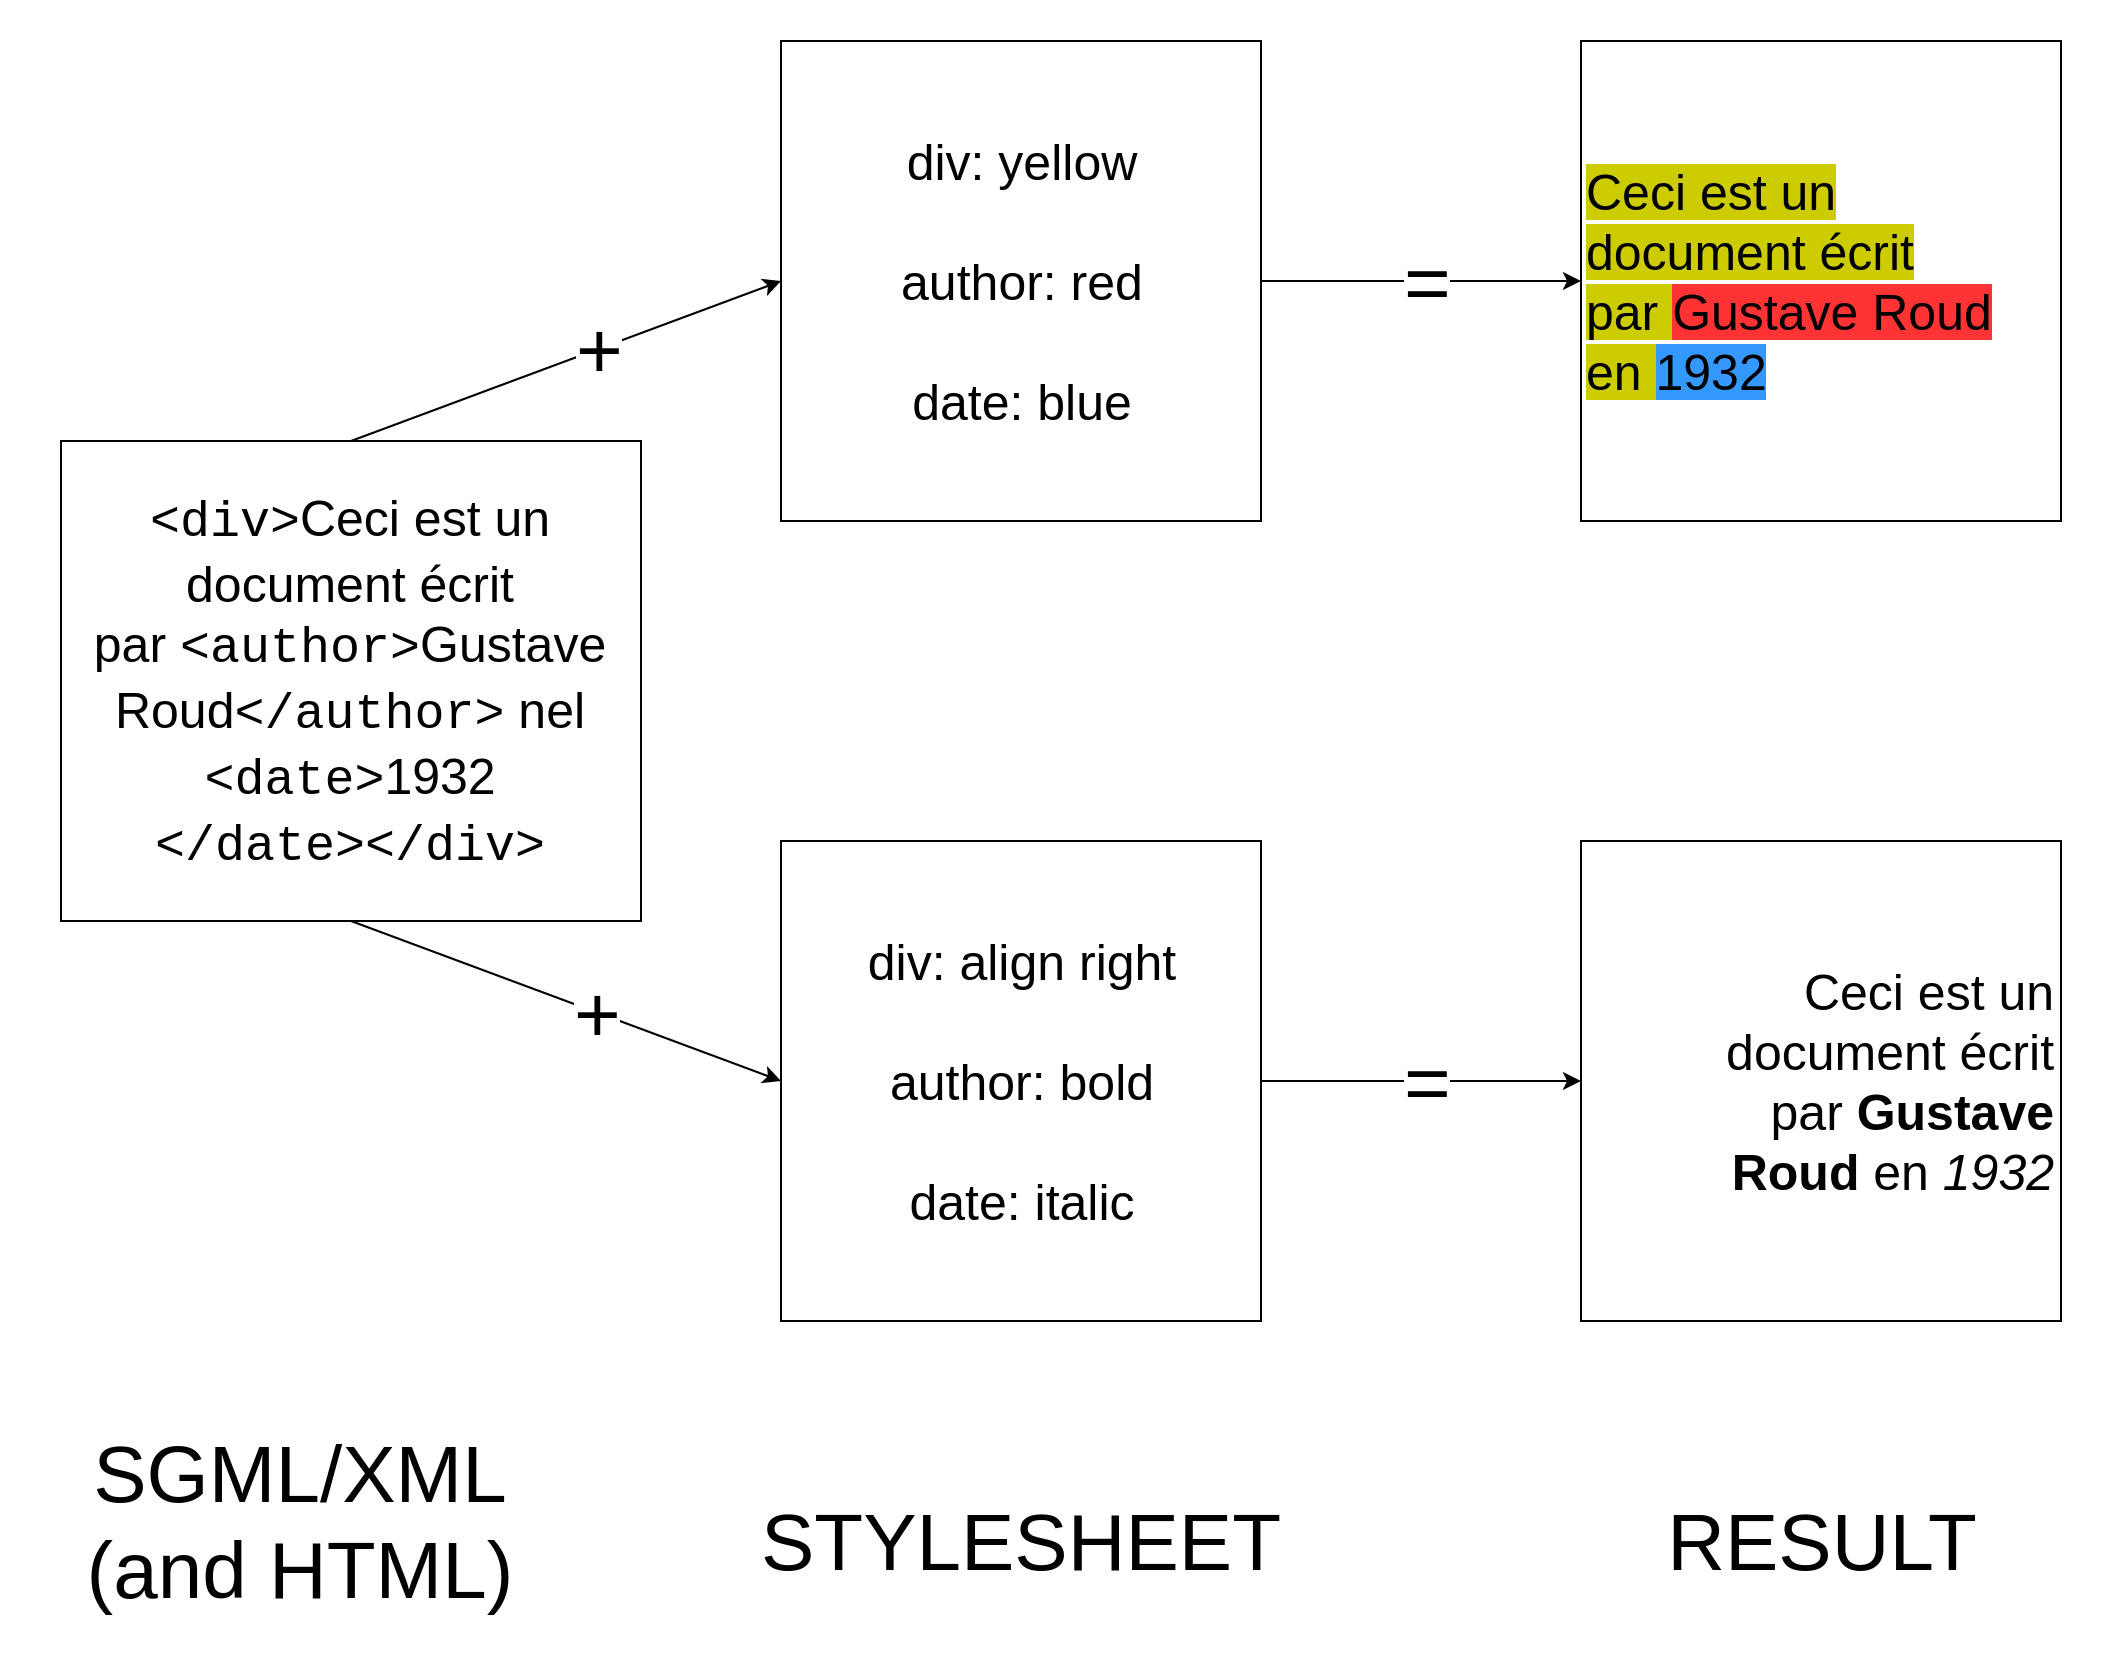 div: yellow
author: red
date: blue
=
Ceci est un
document écrit
par Gustave Roud
en 1932
+
<div>Ceci est un
document écrit
par <author>Gustave
Roud</author> nel
<date>1932
</date></div>
+
div: align right
author: bold
date: italic
=
Ceci est un
document écrit
par Gustave
Roud en 1932
SGML/XML
(and HTML)
STYLESHEET
RESULT